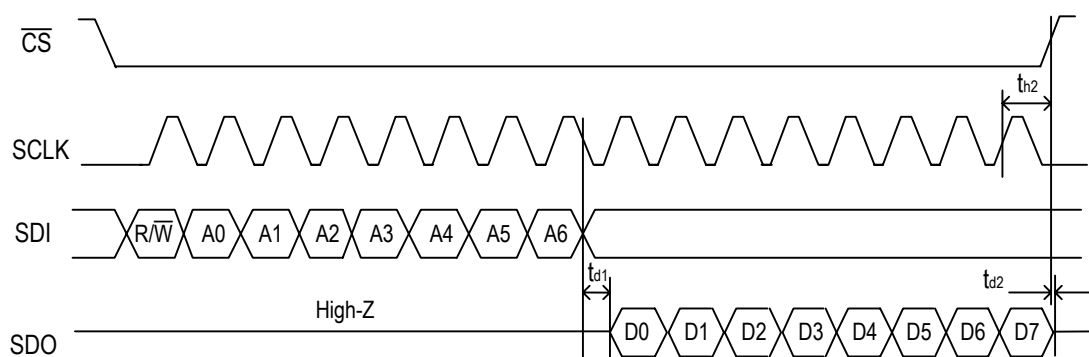 CS
th2
SCLK
SDI R/W A0 A1 A2 A3 A4 A5 A6
td1 td2
High-Z
SDO D0 D1 D2 D3 D4 D5 D6 D7